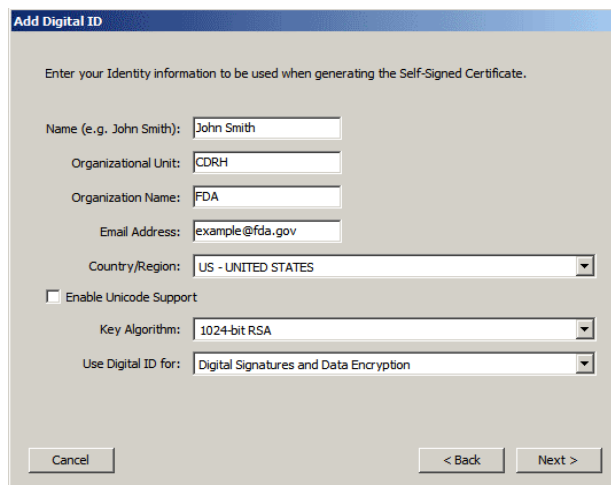 Add Digital ID
Enter your Identity information to be used when generating the Self-Signed Certificate.
Name (e.g. John Smith): John Smith
Organizational Unit: CDRH
Organization Name: FDA
Email Address: example@fda.gov
Country/Region: US - UNITED STATES
Enable Unicode Support
Key Algorithm: 1024-bit RSA
Use Digital ID for: Digital Signatures and Data Encryption
Cancel < Back Next >